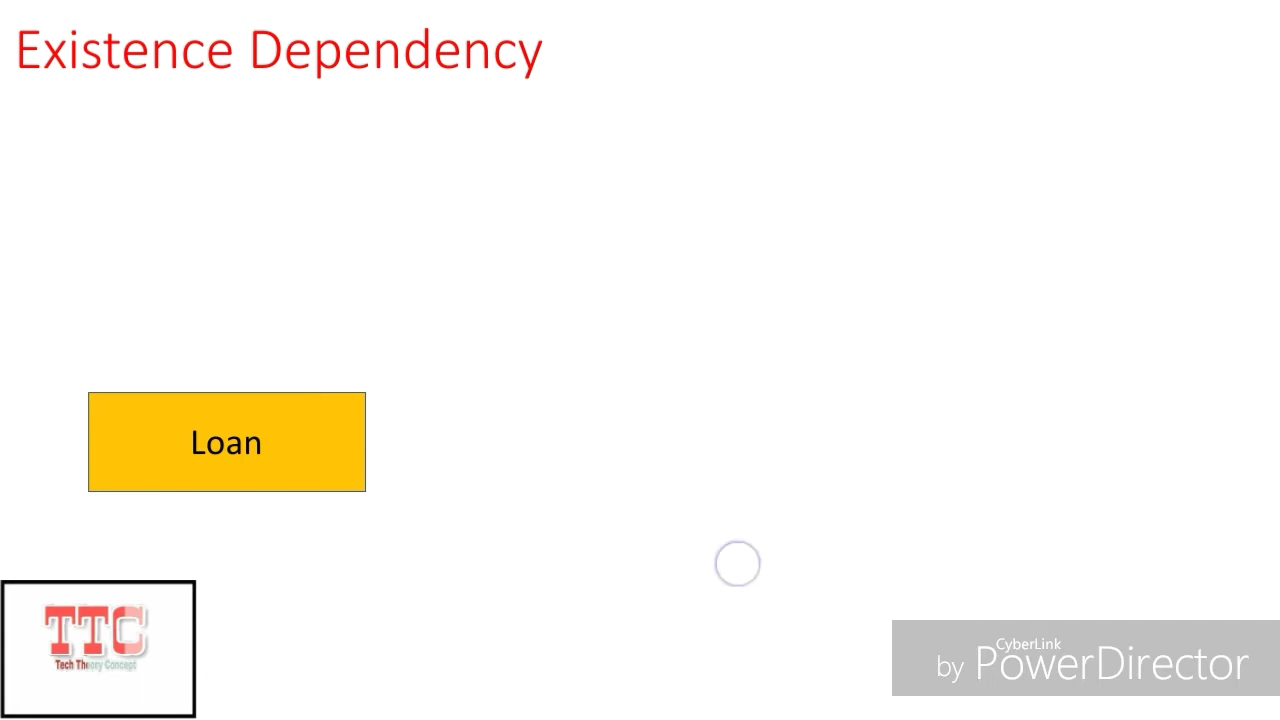 Existence Dependency
Loan
TTC
Tech Theory Concept
CyberLink
by PowerDirector